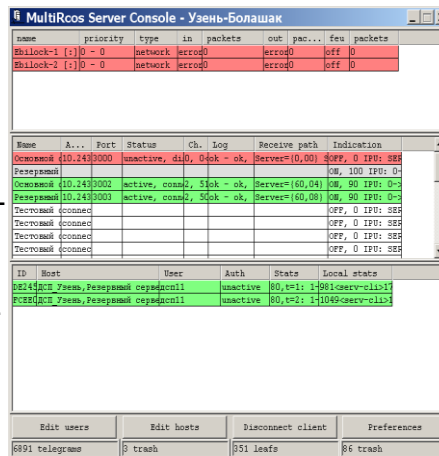 MultiRcos Server Console - Узень-Болашак
name priority type in packets out pac... feu packets
Ebilock-1 [:] 0 - 0 network error 0 error 0 off 0
Ebilock-2 [:] 0 - 0 network error 0 error 0 off 0
Name A... Port Status Ch. Log Receive path Indication
Основной 10.243 3000 unactive, di 0, 0 ok - ok, Server=(0,00) OFF, 0 IPU: SER
Резервный ON, 100 IPU: 0-
Основной 10.243 3002 active, conn 2, 51 ok - ok, Server=(60,04) ON, 90 IPU: 0->
Резервный 10.243 3003 active, conn 2, 50 ok - ok, Server=(60,08) ON, 90 IPU: 0->
Тестовый connec OFF, 0 IPU: SER
Тестовый connec OFF, 0 IPU: SER
Тестовый connec OFF, 0 IPU: SER
Тестовый connec OFF, 0 IPU: SER
ID Host User Auth Stats Local stats
DE245 ДСП_Узень, Резервный серве дсп11 unactive 80,t=1: 1- 981<serv-cli>17
ДСП_Узень, Резервный серве дсп11 unactive 80,t=2: 1- 1049<serv-cli>1
Edit users Edit hosts Disconnect client Preferences
6891 telegrams 3 trash 351 leafs 86 trash